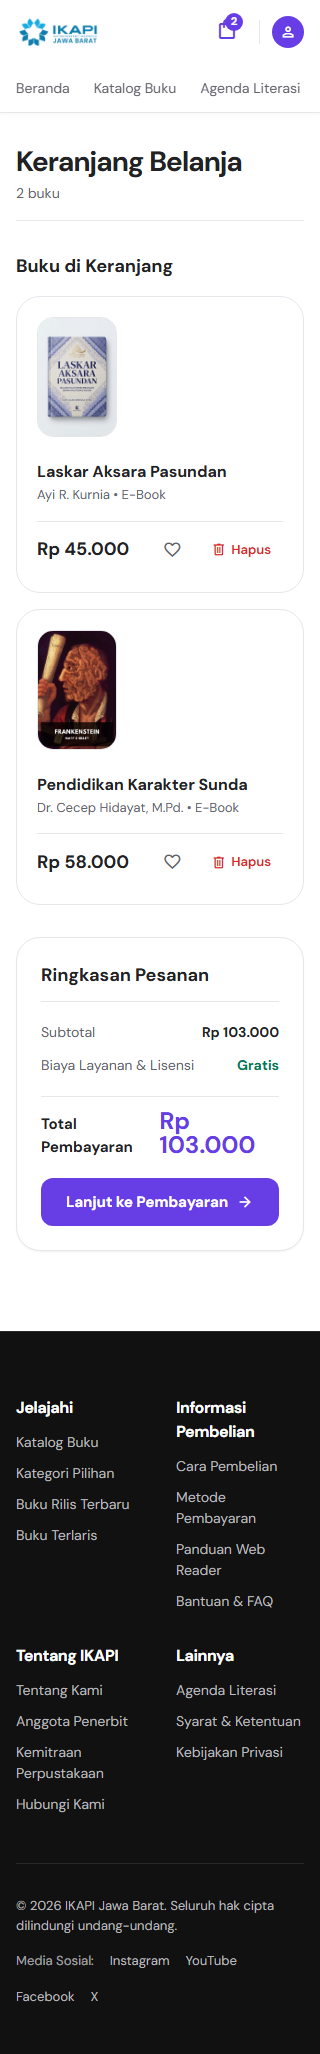 IKAPI
JAWA BARAT
2
Beranda Katalog Buku Agenda Literasi
Keranjang Belanja
2 buku
Buku di Keranjang
LASKAR
AKSARA
PASUNDAN
Laskar Aksara Pasundan
Ayi R. Kurnia • E-Book
Rp 45.000 Hapus
FRANKENSTEIN
Pendidikan Karakter Sunda
Dr. Cecep Hidayat, M.Pd. • E-Book
Rp 58.000 Hapus
Ringkasan Pesanan
Subtotal Rp 103.000
Biaya Layanan & Lisensi Gratis
Total
Pembayaran
Rp
103.000
Lanjut ke Pembayaran →
Jelajahi
Katalog Buku
Kategori Pilihan
Buku Rilis Terbaru
Buku Terlaris
Informasi
Pembelian
Cara Pembelian
Metode
Pembayaran
Panduan Web
Reader
Bantuan & FAQ
Tentang IKAPI
Tentang Kami
Anggota Penerbit
Kemitraan
Perpustakaan
Hubungi Kami
Lainnya
Agenda Literasi
Syarat & Ketentuan
Kebijakan Privasi
© 2026 IKAPI Jawa Barat. Seluruh hak cipta
dilindungi undang-undang.
Media Sosial: Instagram YouTube
Facebook X